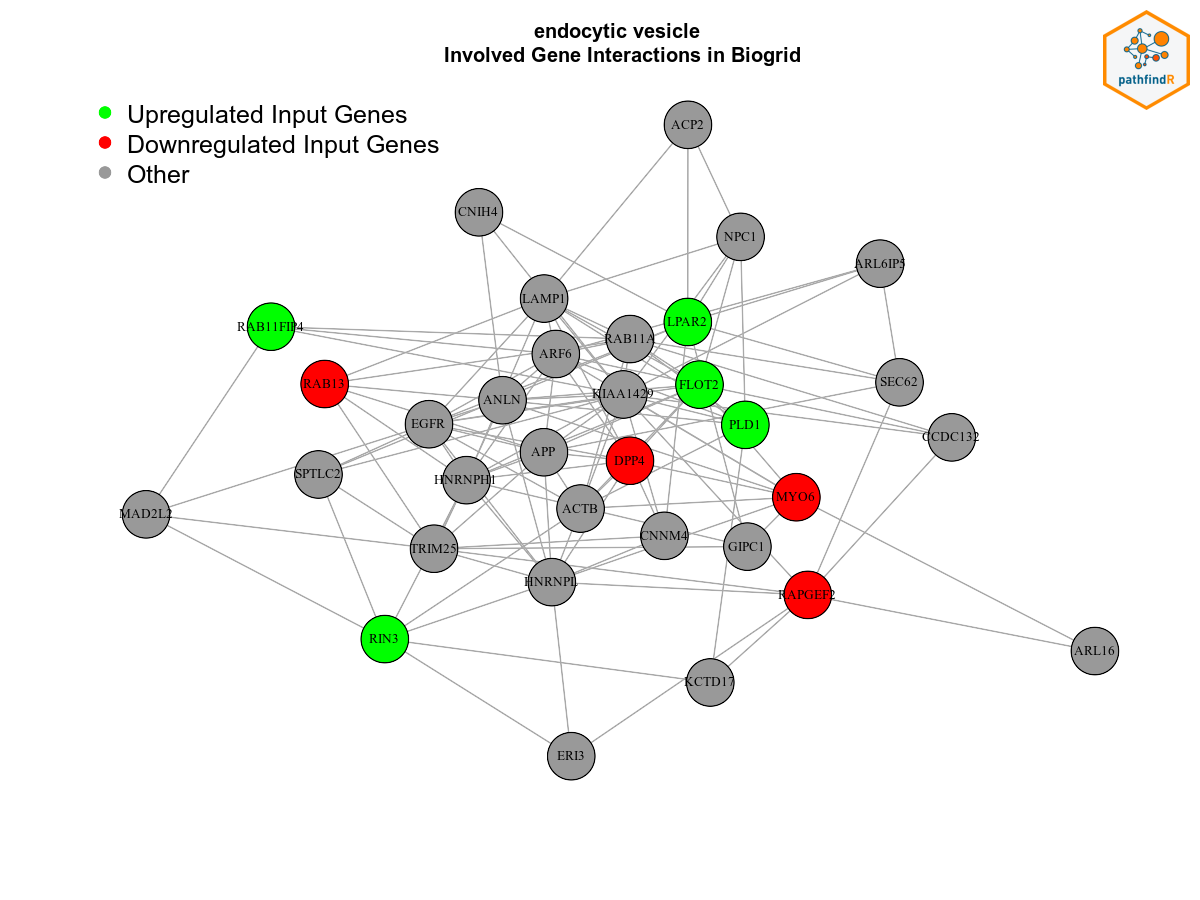 endocytic vesicle
Involved Gene Interactions in Biogrid
pathfindR
Upregulated Input Genes
Downregulated Input Genes
Other
ACP2
CNIH4
NPC1
ARL6IP5
LAMP1
LPAR2
RAB11FIP4
RAB11A
ARF6
RAB13
SEC62
FLOT2
KIAA1429
ANLN
EGFR
PLD1
CCDC132
APP
DPP4
SPTLC2
HNRNPH1
MYO6
ACTB
MAD2L2
CNNM4
GIPC1
TRIM25
HNRNPL
RAPGEF2
RIN3
ARL16
KCTD17
ERI3